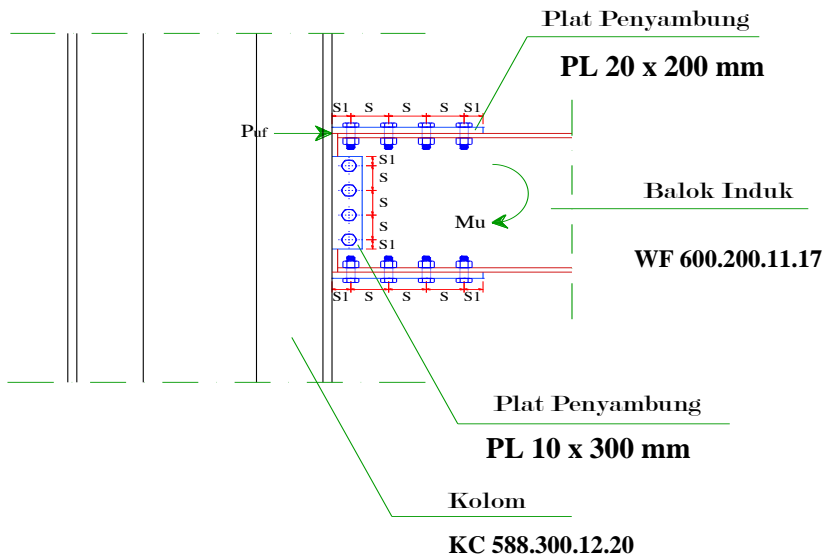 Plat Penyambung
PL 20 x 200 mm
S1 S S S S1
Puf
S1
S
S
S
S1
Mu
Balok Induk
WF 600.200.11.17
S1 S S S S1
Plat Penyambung
PL 10 x 300 mm
Kolom
KC 588.300.12.20